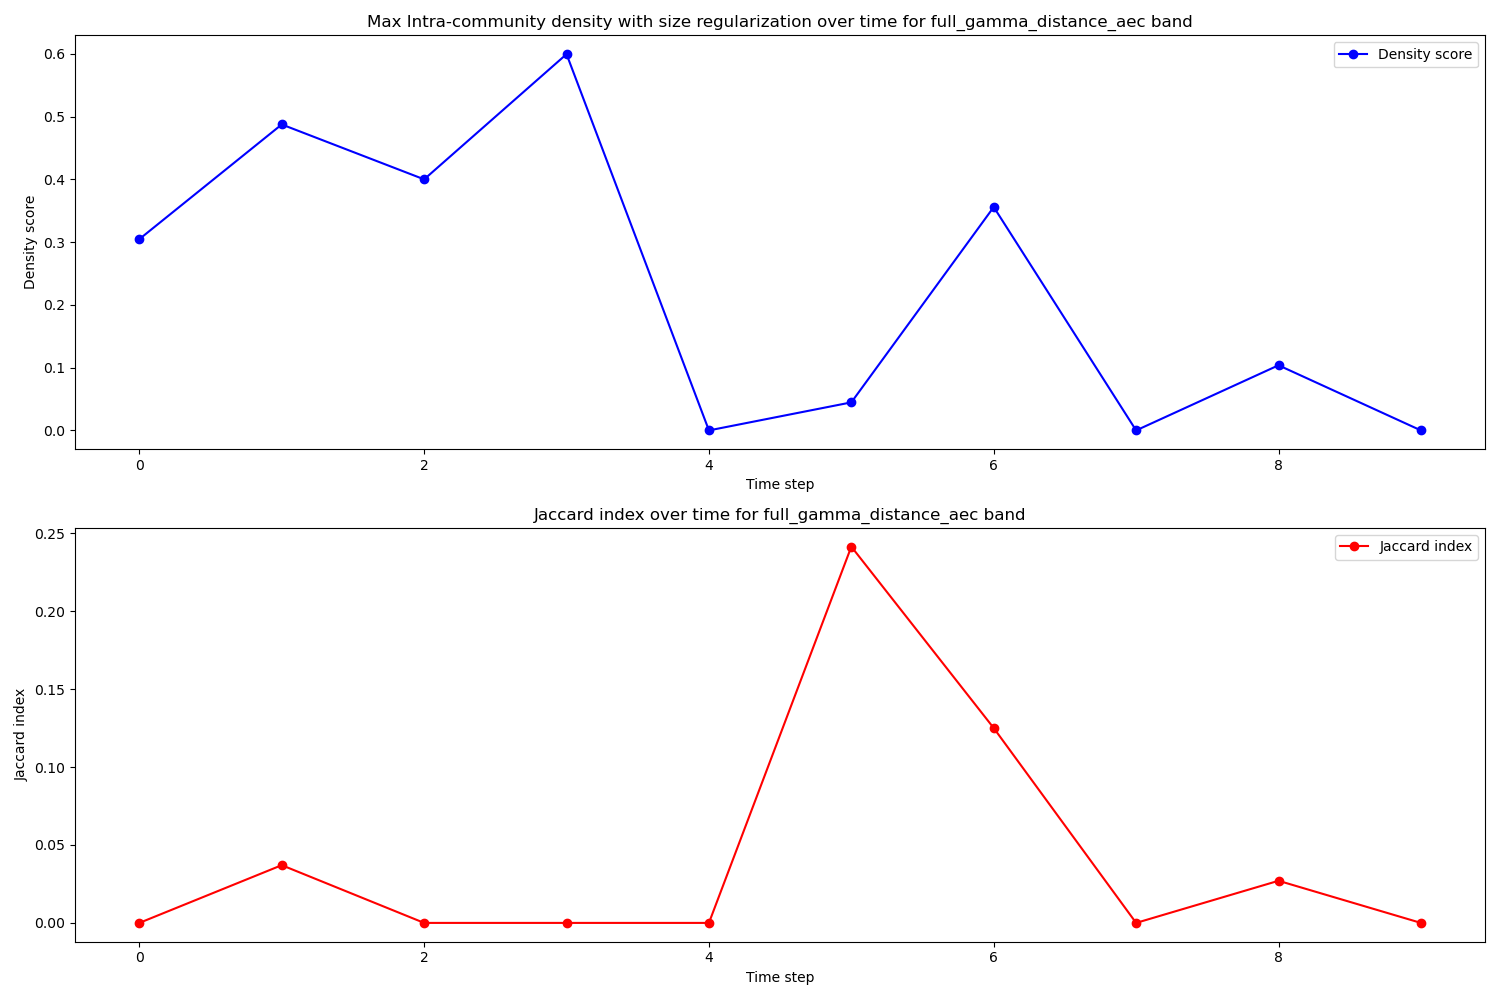 Max Intra-community density with size regularization over time for full_gamma_distance_aec band
Density score
0.6
0.5
0.4
0.3
0.2
0.1
0.0
Density score
0 2 4 6 8
Time step
Jaccard index over time for full_gamma_distance_aec band
Jaccard index
0.25
0.20
0.15
0.10
0.05
0.00
Jaccard index
0 2 4 6 8
Time step